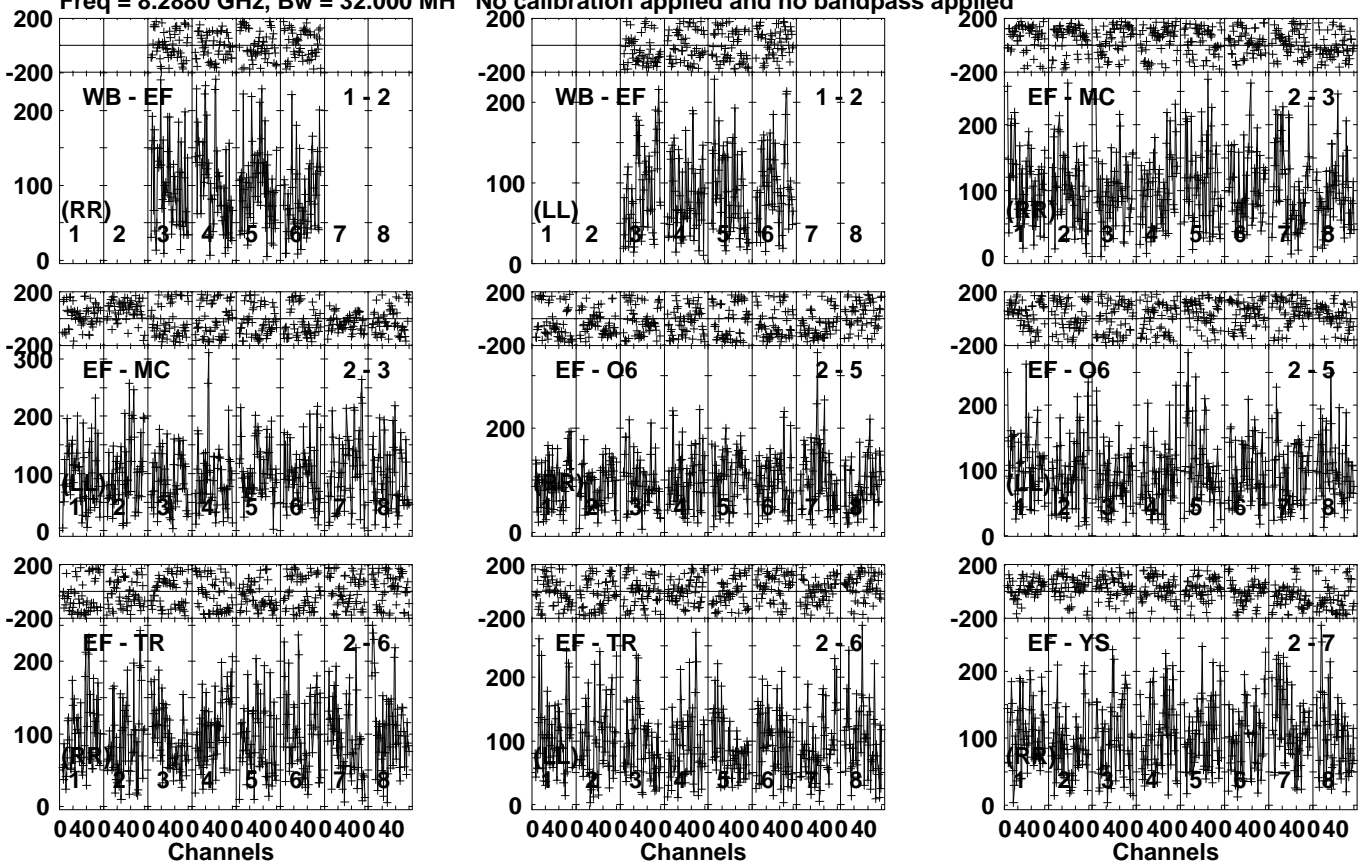 Freq = 8.2880 GHz, Bw = 32.000 MH No calibration applied and no bandpass applied
200
-200
200
100
0
WB - EF 1 - 2
(RR)
1 2 3 4 5 6 7 8
200
-200
200
100
0
WB - EF 1 - 2
(LL)
1 2 3 4 5 6 7 8
200
-200
200
100
0
EF - MC 2 - 3
(RR)
1 2 3 4 5 6 7 8
200
-200
300
200
100
0
EF - MC 2 - 3
(LL)
1 2 3 4 5 6 7 8
200
-200
200
0
EF - O6 2 - 5
(RR)
1 2 3 4 5 6 7 8
200
-200
200
100
0
EF - O6 2 - 5
(LL)
1 2 3 4 5 6 7 8
200
-200
200
100
0
EF - TR 2 - 6
(RR)
1 2 3 4 5 6 7 8
0 40 0 40 0 40 0 40 0 40 0 40 0 40 0 40
Channels
200
-200
200
100
0
EF - TR 2 - 6
(LL)
1 2 3 4 5 6 7 8
0 40 0 40 0 40 0 40 0 40 0 40 0 40 0 40
Channels
200
-200
200
100
0
EF - YS 2 - 7
(RR)
1 2 3 4 5 6 7 8
0 40 0 40 0 40 0 40 0 40 0 40 0 40 0 40
Channels